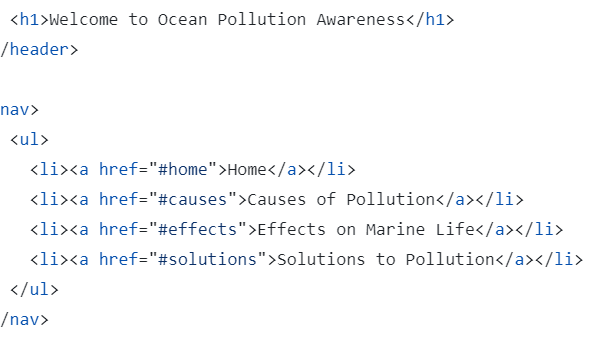 <h1>Welcome to Ocean Pollution Awareness</h1>
/header>
nav>
<ul>
<li><a href="#home">Home</a></li>
<li><a href="#causes">Causes of Pollution</a></li>
<li><a href="#effects">Effects on Marine Life</a></li>
<li><a href="#solutions">Solutions to Pollution</a></li>
</ul>
/nav>